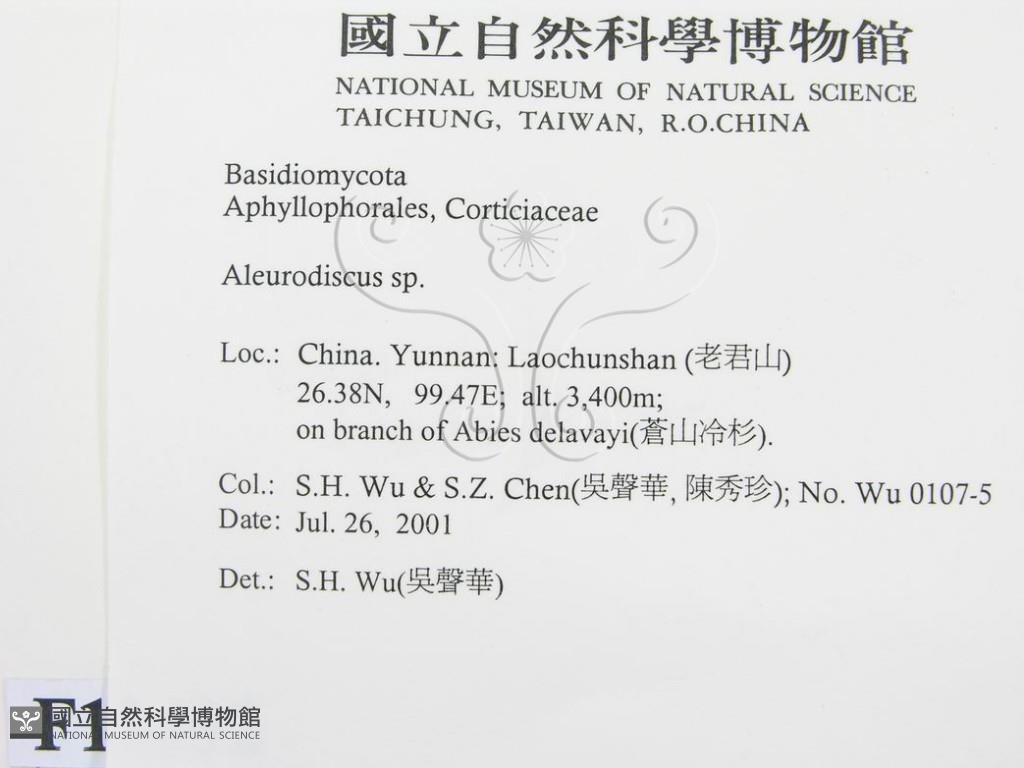 國立自然科學博物館
NATIONAL MUSEUM OF NATURAL SCIENCE
TAICHUNG, TAIWAN, R.O.CHINA
Basidiomycota
Aphyllophorales, Corticiaceae
Aleurodiscus sp.
Loc.: China. Yunnan: Laochunshan (老君山)
26.38N, 99.47E; alt. 3,400m;
on branch of Abies delavayi(蒼山冷杉).
Col.: S.H. Wu & S.Z. Chen(吳聲華, 陳秀珍); No. Wu 0107-5
Date: Jul. 26, 2001
Det.: S.H. Wu(吳聲華)
F1
國立自然科學博物館
NATIONAL MUSEUM OF NATURAL SCIENCE